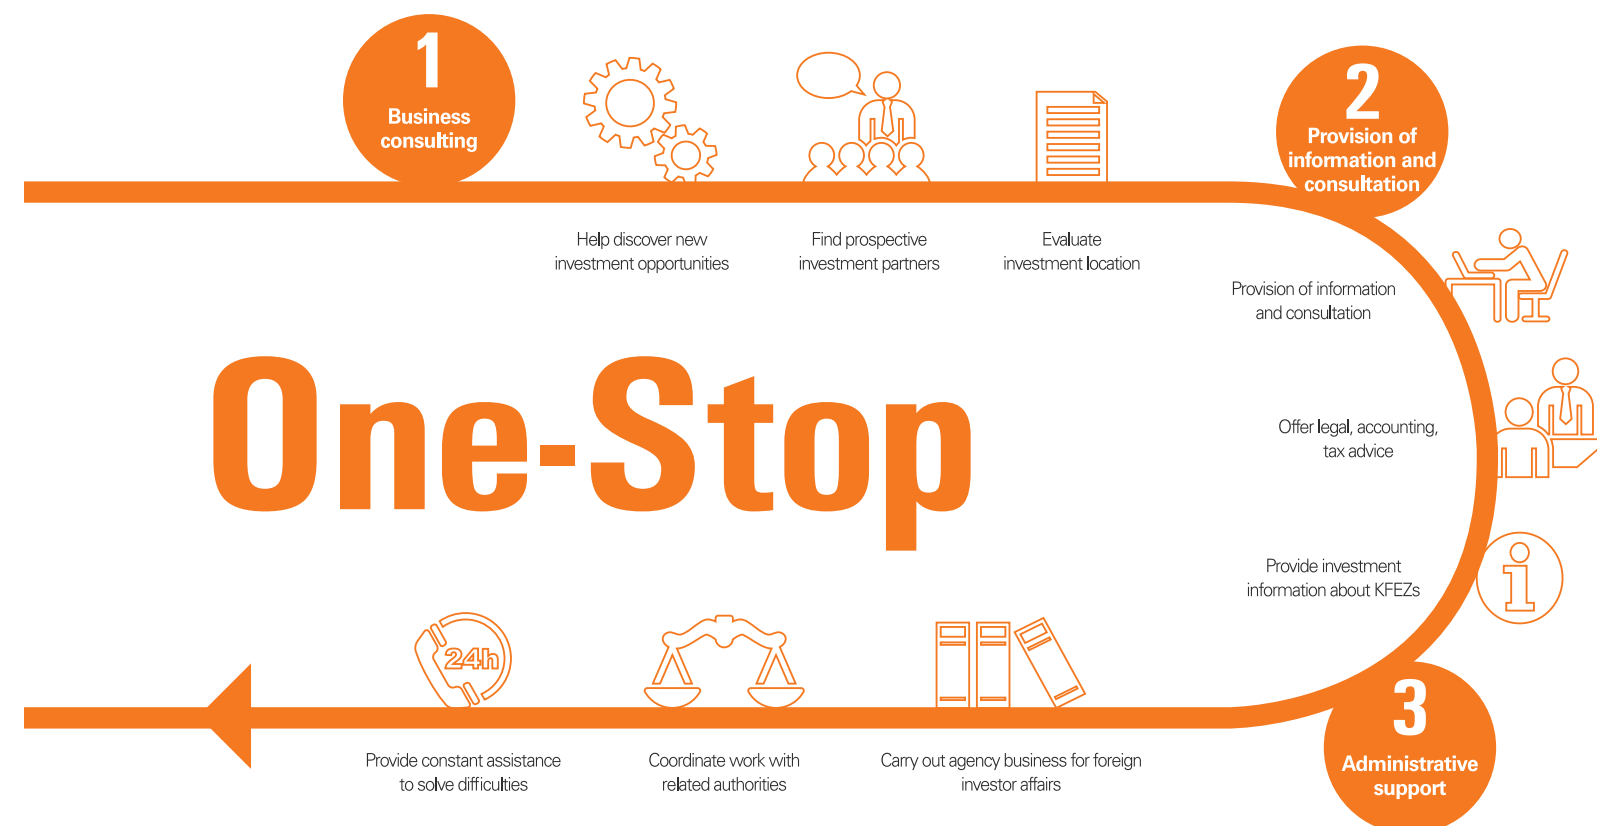 1
Business
consulting
Help discover new
investment opportunities
Find prospective
investment partners
Evaluate
investment location
2
Provision of
information and
consultation
Provision of information
and consultation
Offer legal, accounting,
tax advice
Provide investment
information about KFEZs
One-Stop
3
Administrative
support
Carry out agency business for foreign
investor affairs
Coordinate work with
related authorities
24h
Provide constant assistance
to solve difficulties